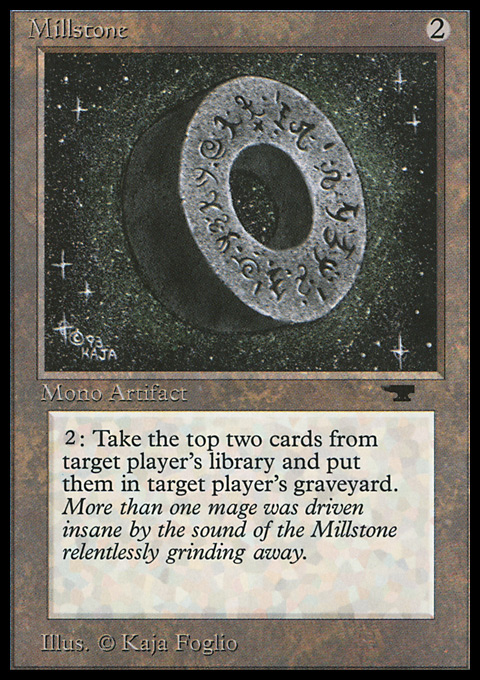 Millstone 2
© 93
KAJA
Mono Artifact
2: Take the top two cards from
target player's library and put
them in target player's graveyard.
More than one mage was driven
insane by the sound of the Millstone
relentlessly grinding away.
Illus. © Kaja Foglio